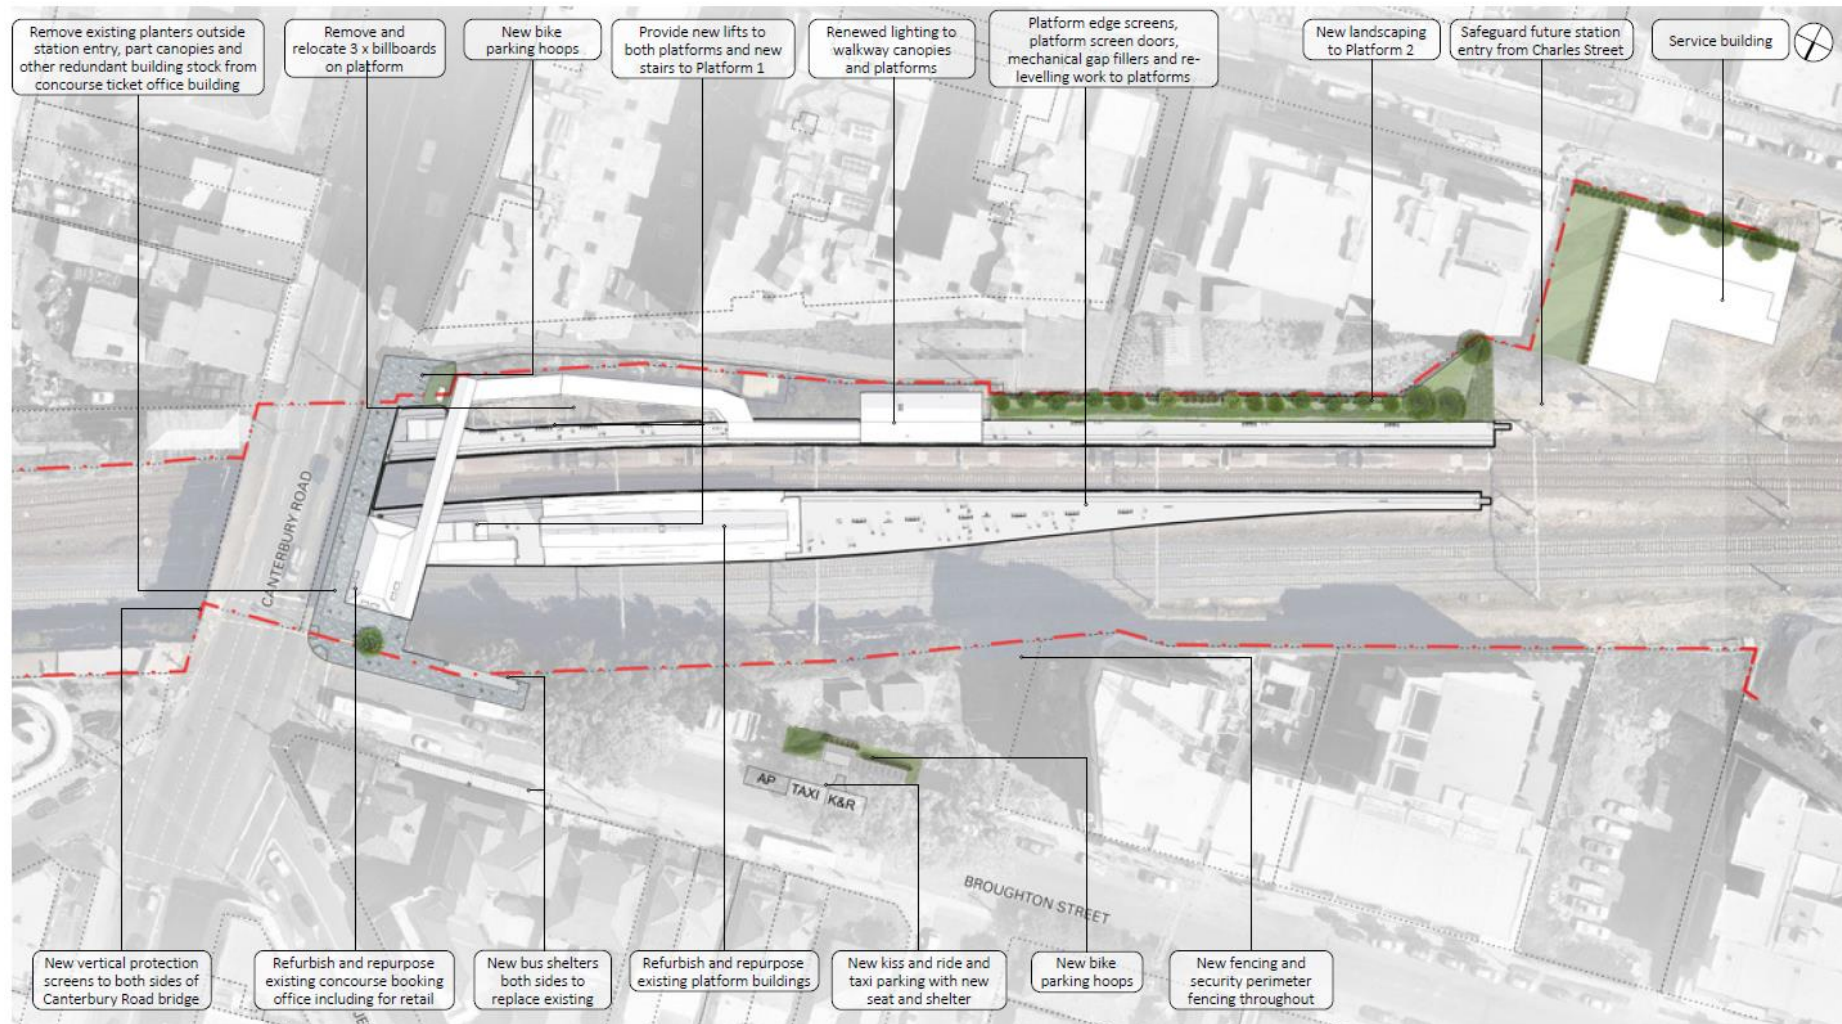 Remove existing planters outside
station entry, part canopies and
other redundant building stock from
concourse ticket office building
Remove and
relocate 3 x billboards
on platform
New bike
parking hoops
Provide new lifts to
both platforms and new
stairs to Platform 1
Renewed lighting to
walkway canopies
and platforms
Platform edge screens,
platform screen doors,
mechanical gap fillers and re-
levelling work to platforms
New landscaping
to Platform 2
Safeguard future station
entry from Charles Street
Service building
CANTERBURY ROAD
AP
TAXI
K&R
BROUGHTON STREET
New vertical protection
screens to both sides of
Canterbury Road bridge
Refurbish and repurpose
existing concourse booking
office including for retail
New bus shelters
both sides to
replace existing
Refurbish and repurpose
existing platform buildings
New kiss and ride and
taxi parking with new
seat and shelter
New bike
parking hoops
New fencing and
security perimeter
fencing throughout